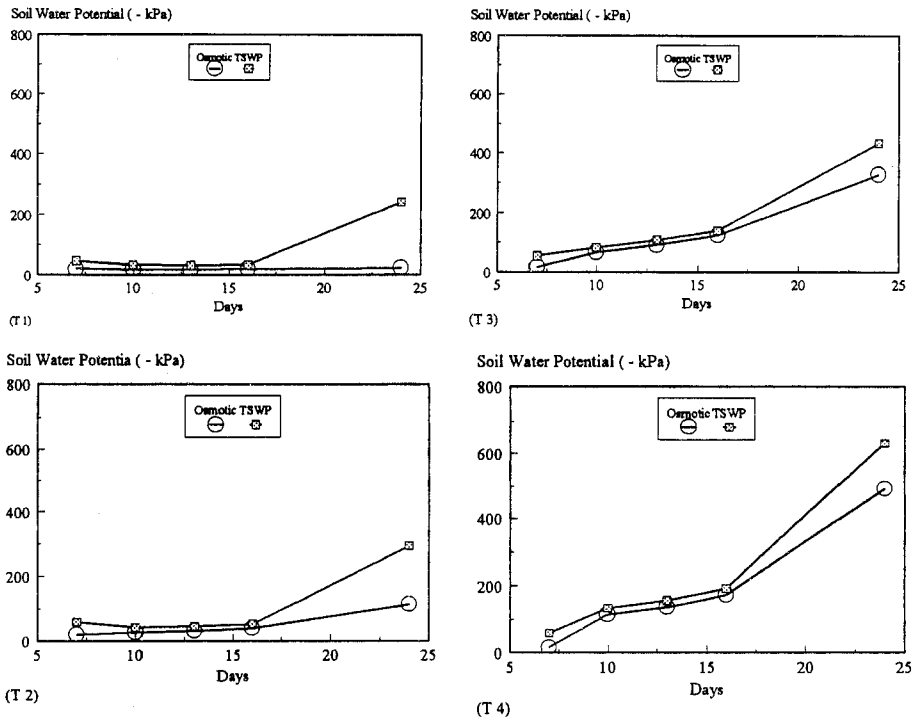 Soil Water Potential ( - kPa)
800
600
400
200
0
Osmotic TSWP
5 10 15 20 25
Days
(T 1)
Soil Water Potential ( - kPa)
800
600
400
200
0
Osmotic TSWP
5 10 15 20 25
Days
(T 3)
Soil Water Potentia ( - kPa)
800
600
400
200
0
Osmotic TSWP
5 10 15 20 25
Days
(T 2)
Soil Water Potential ( - kPa)
800
600
400
200
0
Osmotic TSWP
5 10 15 20 25
Days
(T 4)